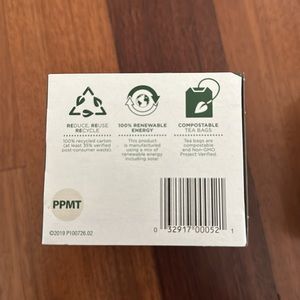 REDUCE, REUSE
RECYCLE
100% recycled carton
(at least 35% verified
post-consumer waste).
100% RENEWABLE
ENERGY
This product
is manufactured
using a mix of
renewable energy
including solar.
COMPOSTABLE
TEA BAGS
Tea bags are
compostable
and Non-GMO
Project Verified.
PPMT
©2019 P100726.02
0 32917 00052 1